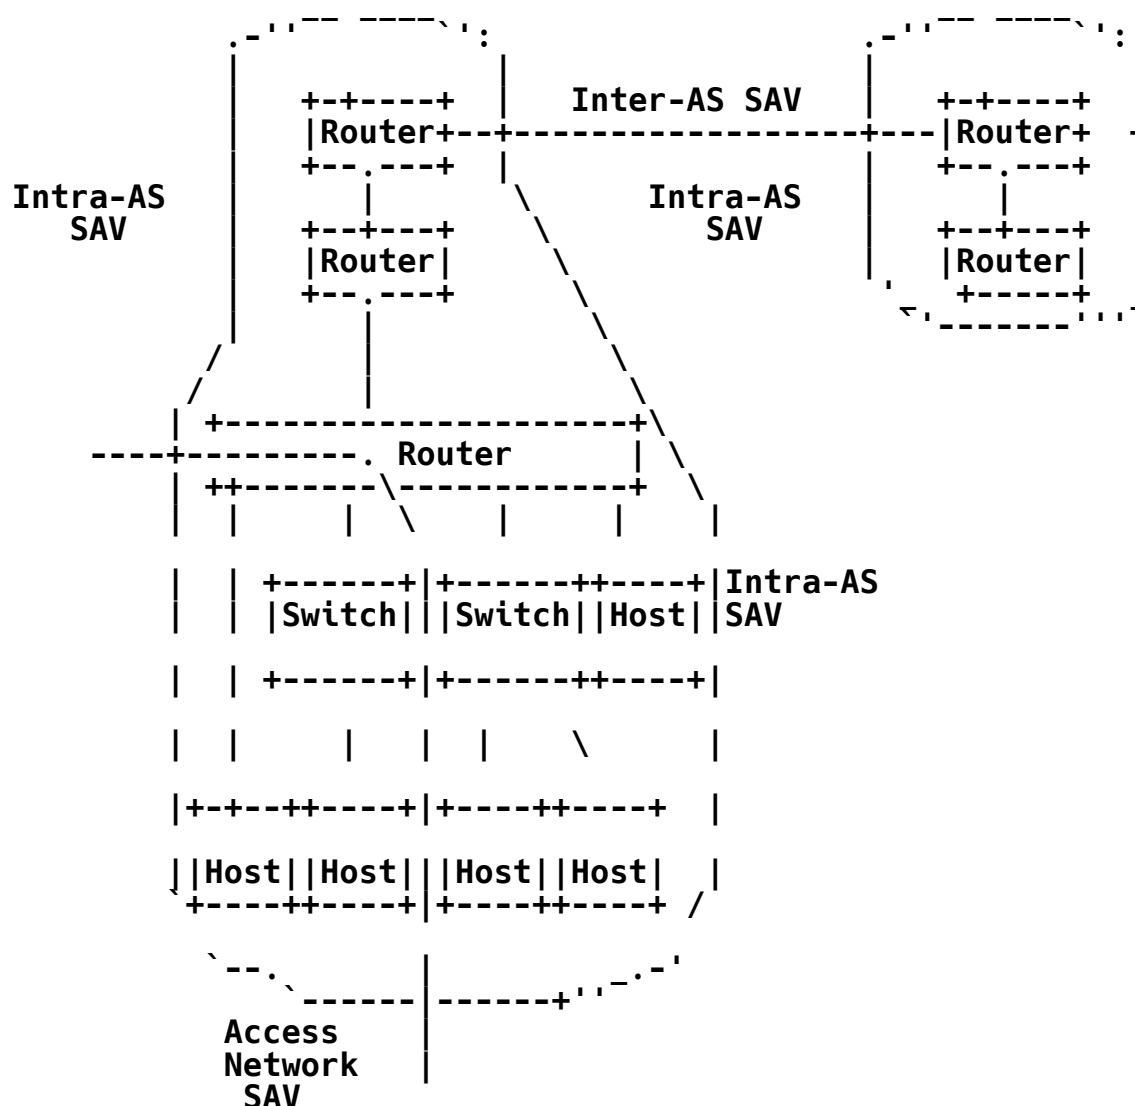 Inter-AS SAV
Router Router
Intra-AS Intra-AS
SAV SAV
Router Router
Router
Intra-AS
Switch Switch Host SAV
Host Host Host Host
Access
Network
SAV